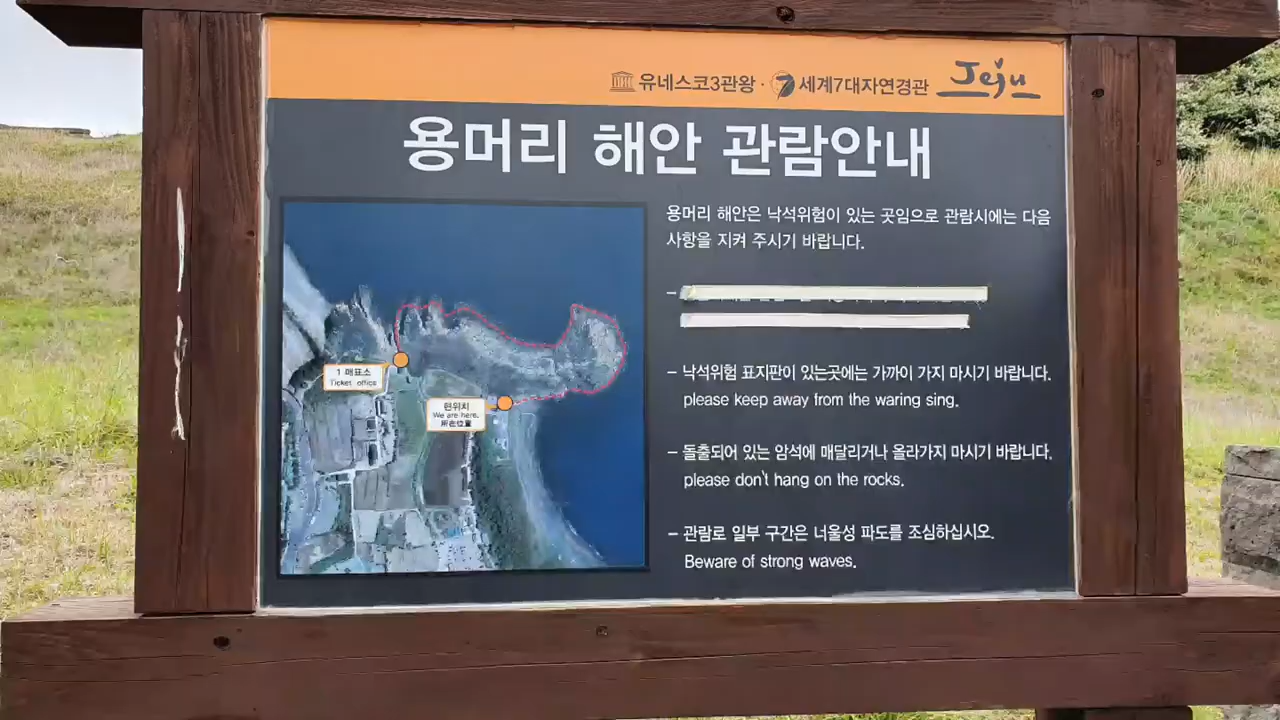 유네스코3관왕 · 7 세계7대자연경관 Jeju
용머리 해안 관람안내
용머리 해안은 낙석위험이 있는 곳임으로 관람시에는 다음
사항을 지켜 주시기 바랍니다.
- 낙석위험 표지판이 있는곳에는 가까이 가지 마시기 바랍니다.
please keep away from the waring sing.
- 돌출되어 있는 암석에 매달리거나 올라가지 마시기 바랍니다.
please don't hang on the rocks.
- 관람로 일부 구간은 너울성 파도를 조심하십시오.
Beware of strong waves.
1 매표소
Ticket office
현위치
We are here.
所在位置